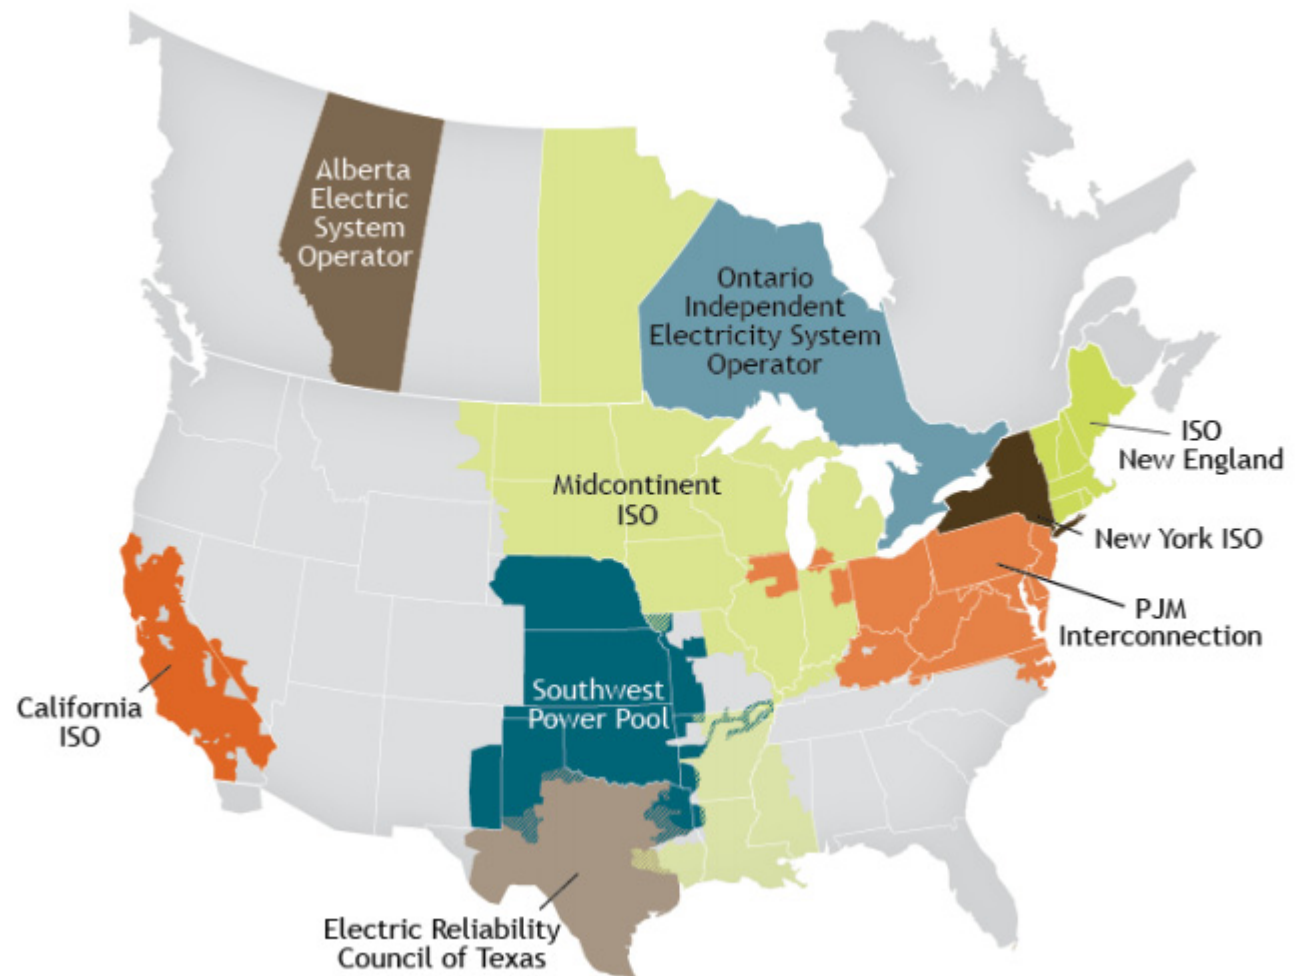 Alberta
Electric
System
Operator
Ontario
Independent
Electricity System
Operator
ISO
New England
Midcontinent
ISO
New York ISO
PJM
Interconnection
Southwest
Power Pool
California
ISO
Electric Reliability
Council of Texas